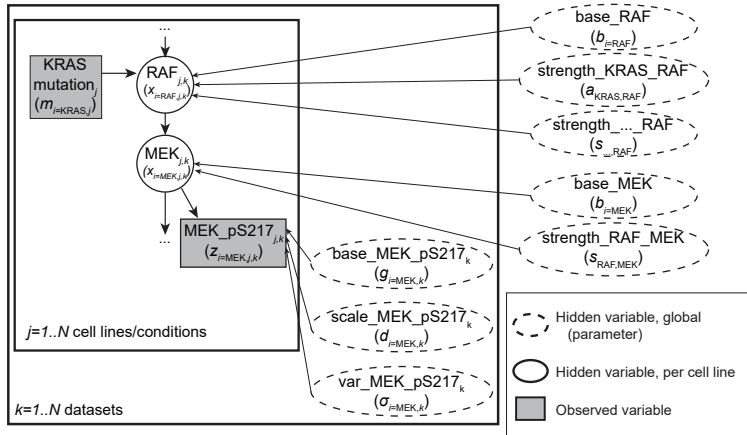 ...
KRAS
mutation_j
(m_i=KRAS,j)
RAF_j,k
(x_i=RAF,j,k)
MEK_j,k
(x_i=MEK,j,k)
...
MEK_pS217_j,k
(z_i=MEK,j,k)
j=1..N cell lines/conditions
k=1..N datasets
base_RAF
(b_i=RAF)
strength_KRAS_RAF
(a_KRAS,RAF)
strength_..._RAF
(s_...,RAF)
base_MEK
(b_i=MEK)
strength_RAF_MEK
(s_RAF,MEK)
base_MEK_pS217_k
(g_i=MEK,k)
scale_MEK_pS217_k
(d_i=MEK,k)
var_MEK_pS217_k
(σ_i=MEK,k)
Hidden variable, global
(parameter)
Hidden variable, per cell line
Observed variable